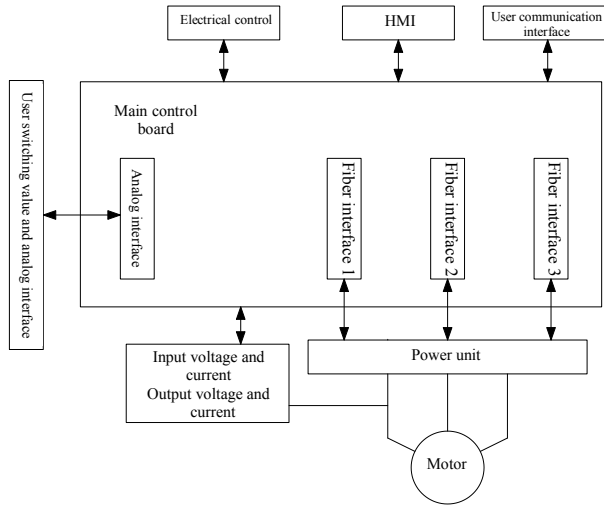 Electrical control
HMI
User communication
interface
Main control
board
User switching value and analog interface
Analog interface
Fiber interface 1
Fiber interface 2
Fiber interface 3
Input voltage and
current
Output voltage and
current
Power unit
Motor